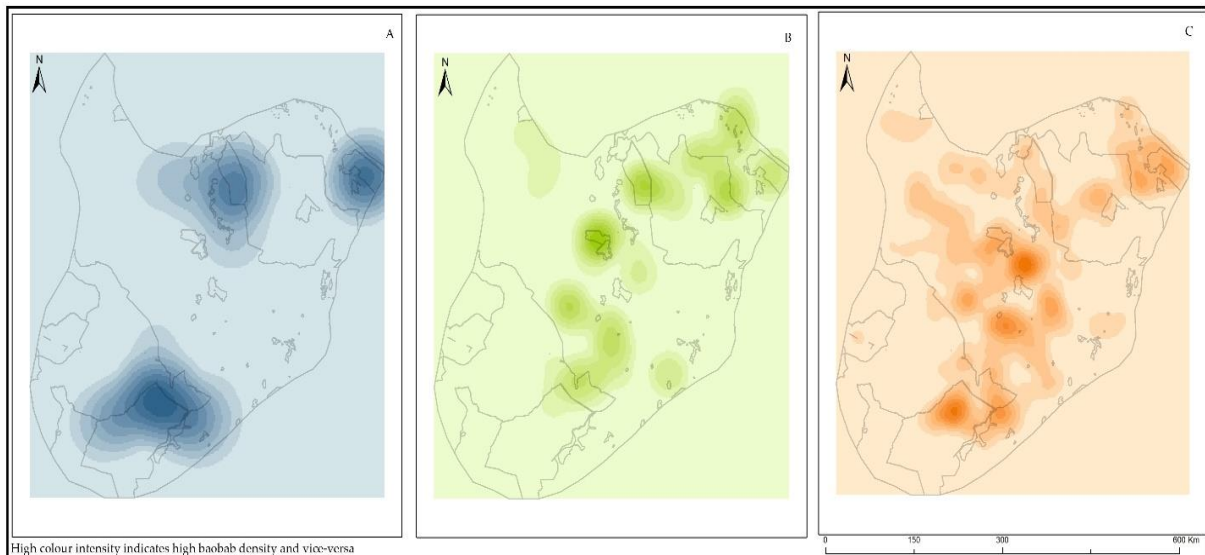 A
B
C
N
N
N
High colour intensity indicates high baobab density and vice-versa
0 150 300 600 Km